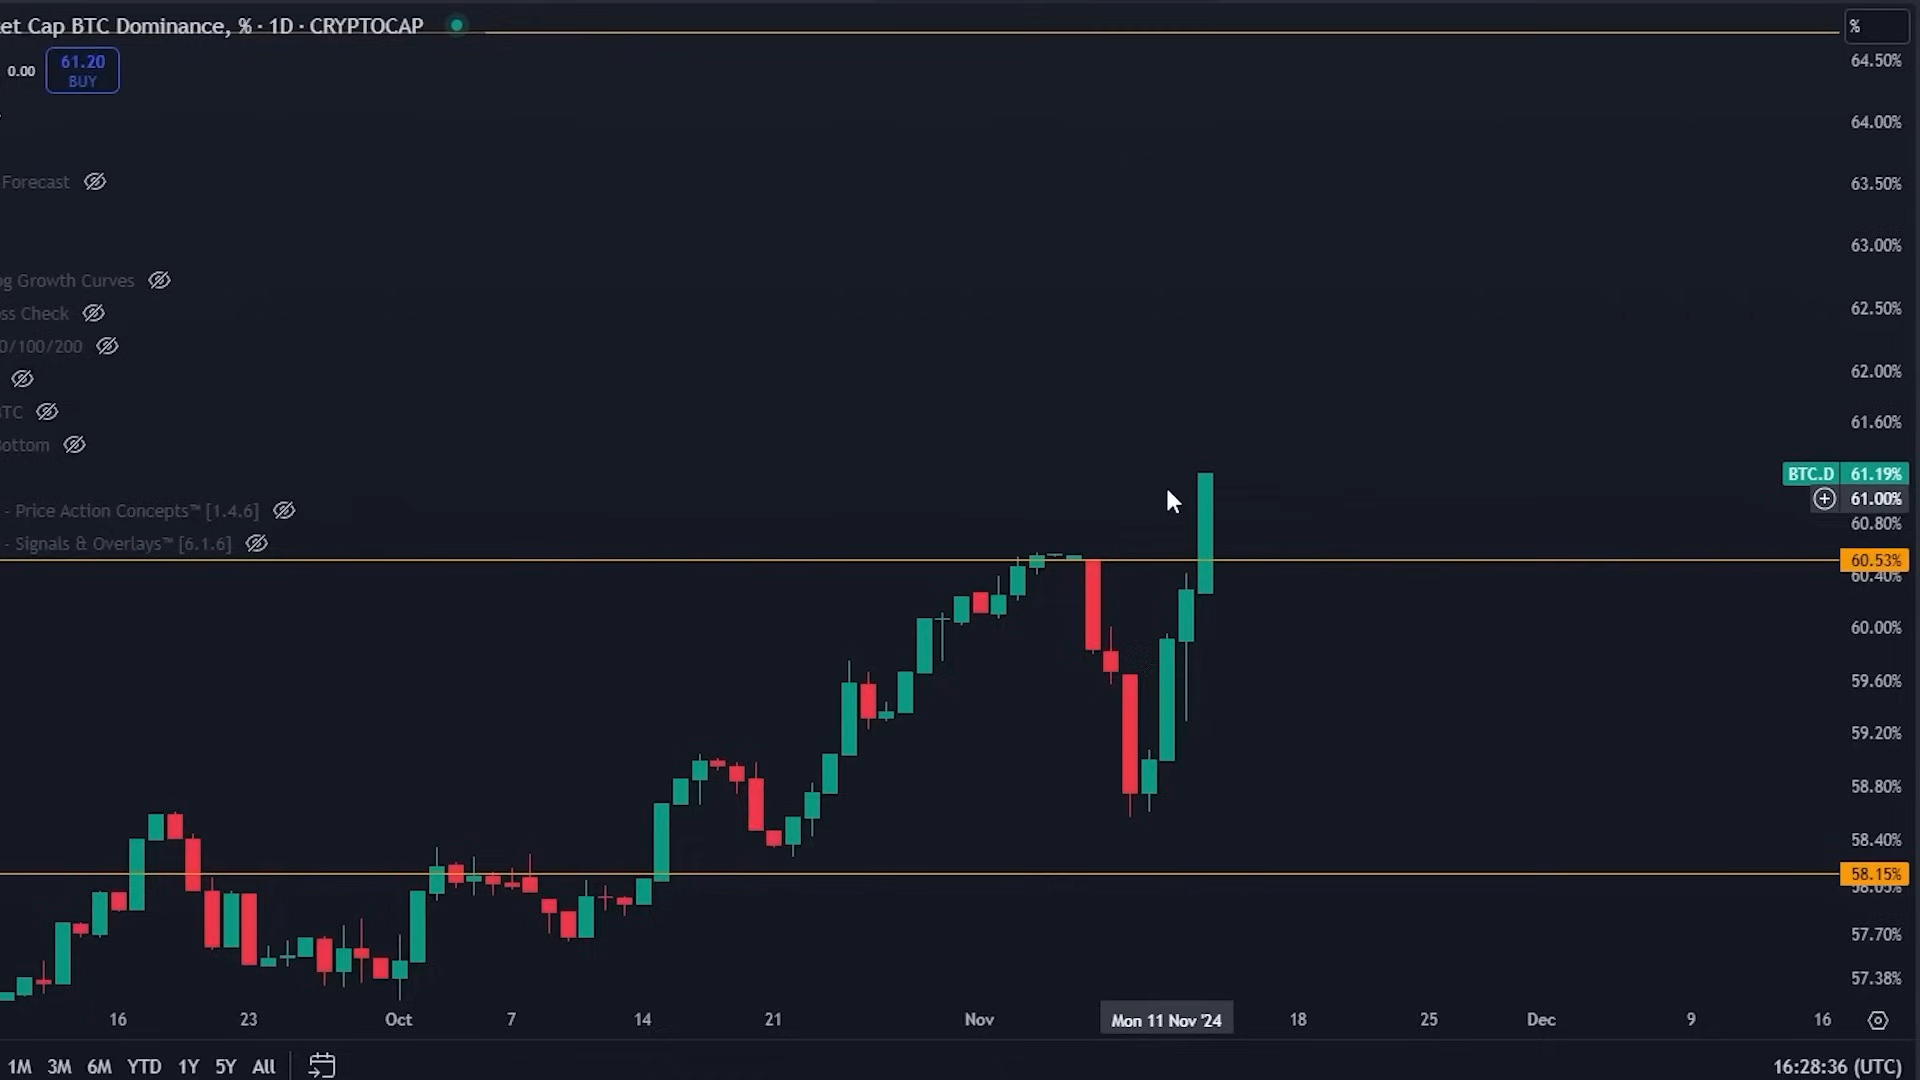 et Cap BTC Dominance, % · 1D · CRYPTOCAP
%
0.00
61.20
BUY
64.50%
64.00%
Forecast
63.50%
63.00%
og Growth Curves
62.50%
ss Check
0/100/200
62.00%
BTC
61.60%
Bottom
BTC.D 61.19%
61.00%
- Price Action Concepts™ [1.4.6]
60.80%
- Signals & Overlays™ [6.1.6]
60.53%
60.40%
60.00%
59.60%
59.20%
58.80%
58.40%
58.15%
57.70%
57.38%
16 23 Oct 7 14 21 Nov Mon 11 Nov '24 18 25 Dec 9 16
1M 3M 6M YTD 1Y 5Y All
16:28:36 (UTC)